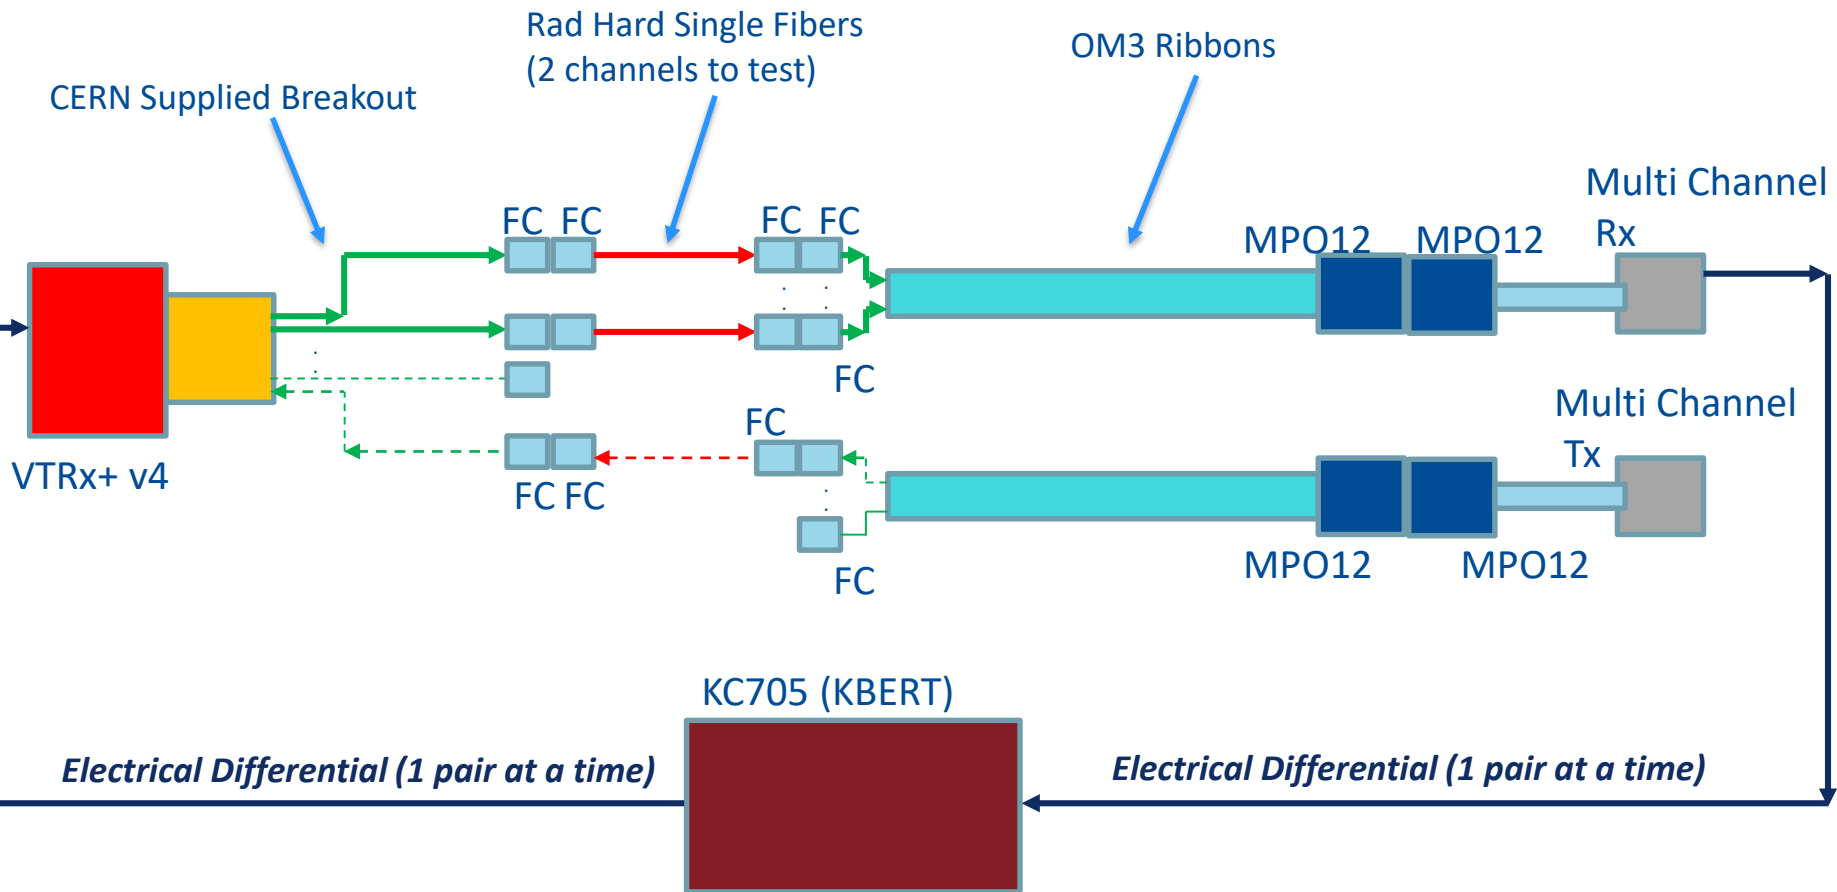 Rad Hard Single Fibers
(2 channels to test)
OM3 Ribbons
CERN Supplied Breakout
Multi Channel
Rx
FC FC
FC FC
MPO12 MPO12
FC
Multi Channel
Tx
FC
VTRx+ v4
FC FC
MPO12 MPO12
FC
KC705 (KBERT)
Electrical Differential (1 pair at a time)
Electrical Differential (1 pair at a time)